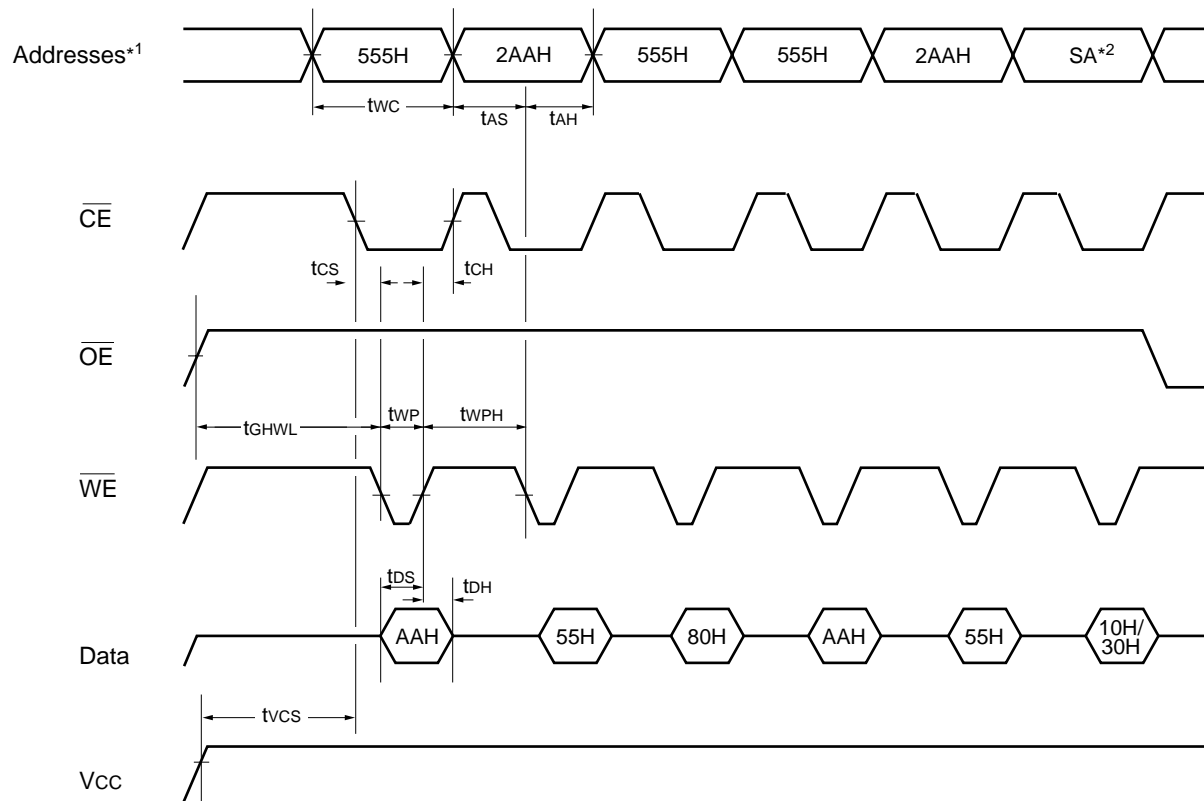 Addresses*1 555H 2AAH 555H 555H 2AAH SA*2
tWC tAS tAH
CE
tCS tCH
OE
tGHWL tWP tWPH
WE
tDS tDH
Data AAH 55H 80H AAH 55H 10H/
30H
tVCS
VCC